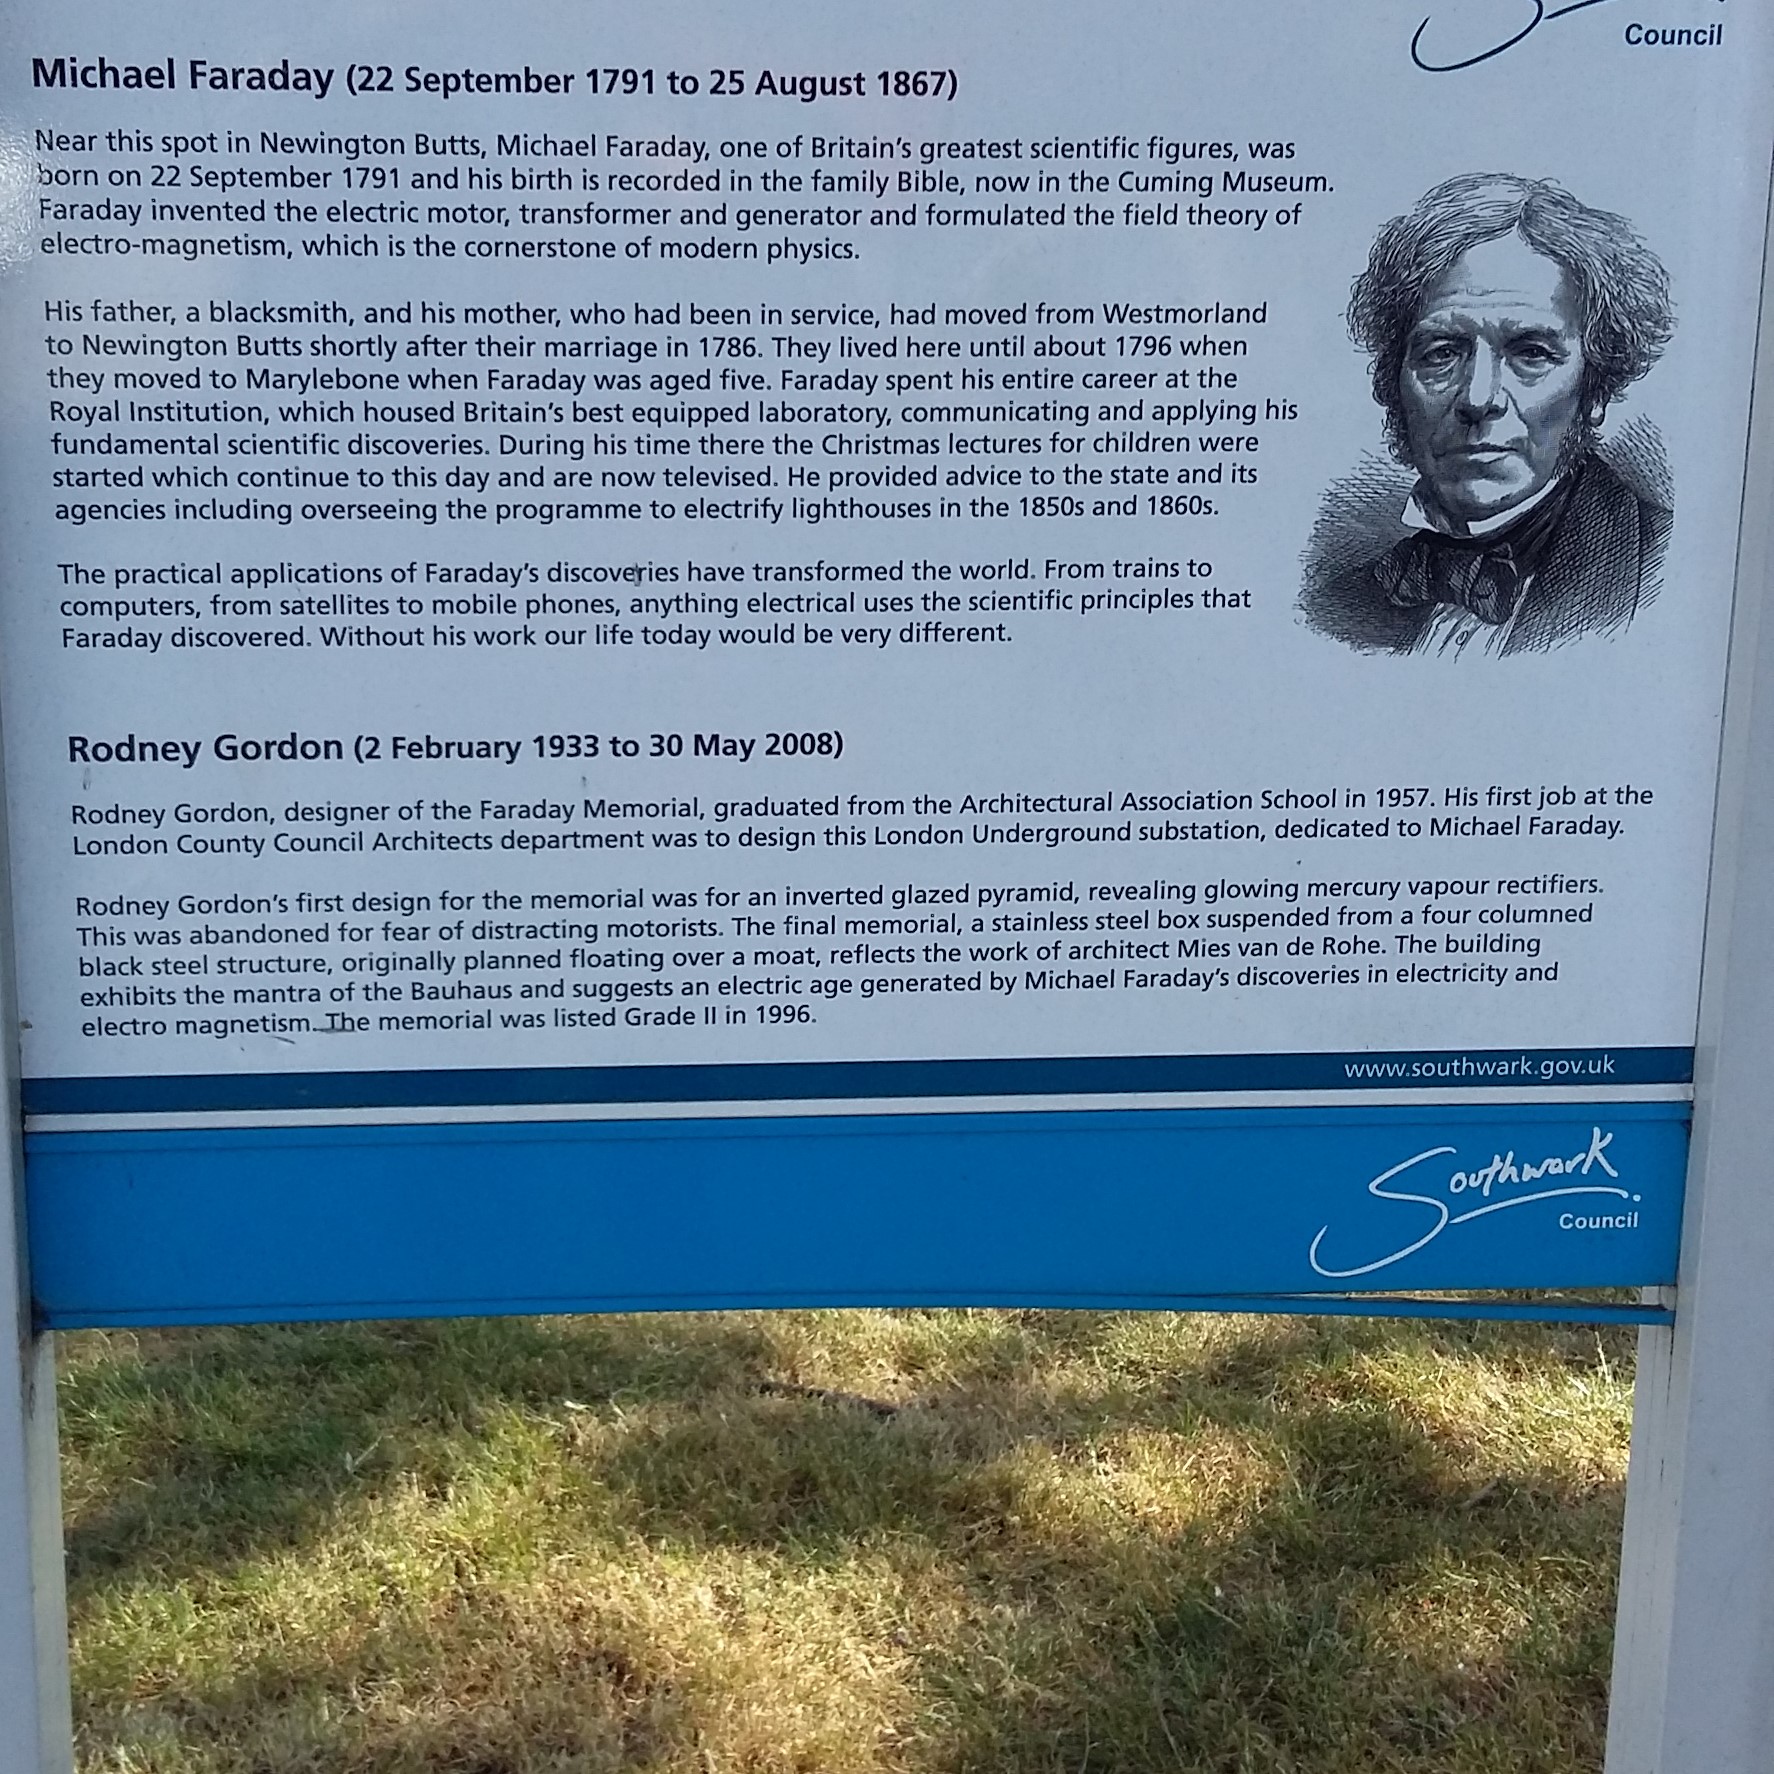 Council
Michael Faraday (22 September 1791 to 25 August 1867)
Near this spot in Newington Butts, Michael Faraday, one of Britain's greatest scientific figures, was
born on 22 September 1791 and his birth is recorded in the family Bible, now in the Cuming Museum.
Faraday invented the electric motor, transformer and generator and formulated the field theory of
electro-magnetism, which is the cornerstone of modern physics.
His father, a blacksmith, and his mother, who had been in service, had moved from Westmorland
to Newington Butts shortly after their marriage in 1786. They lived here until about 1796 when
they moved to Marylebone when Faraday was aged five. Faraday spent his entire career at the
Royal Institution, which housed Britain's best equipped laboratory, communicating and applying his
fundamental scientific discoveries. During his time there the Christmas lectures for children were
started which continue to this day and are now televised. He provided advice to the state and its
agencies including overseeing the programme to electrify lighthouses in the 1850s and 1860s.
The practical applications of Faraday's discoveries have transformed the world. From trains to
computers, from satellites to mobile phones, anything electrical uses the scientific principles that
Faraday discovered. Without his work our life today would be very different.
Rodney Gordon (2 February 1933 to 30 May 2008)
Rodney Gordon, designer of the Faraday Memorial, graduated from the Architectural Association School in 1957. His first job at the
London County Council Architects department was to design this London Underground substation, dedicated to Michael Faraday.
Rodney Gordon's first design for the memorial was for an inverted glazed pyramid, revealing glowing mercury vapour rectifiers.
This was abandoned for fear of distracting motorists. The final memorial, a stainless steel box suspended from a four columned
black steel structure, originally planned floating over a moat, reflects the work of architect Mies van de Rohe. The building
exhibits the mantra of the Bauhaus and suggests an electric age generated by Michael Faraday's discoveries in electricity and
electro magnetism. The memorial was listed Grade II in 1996.
www.southwark.gov.uk
Southwark
Council